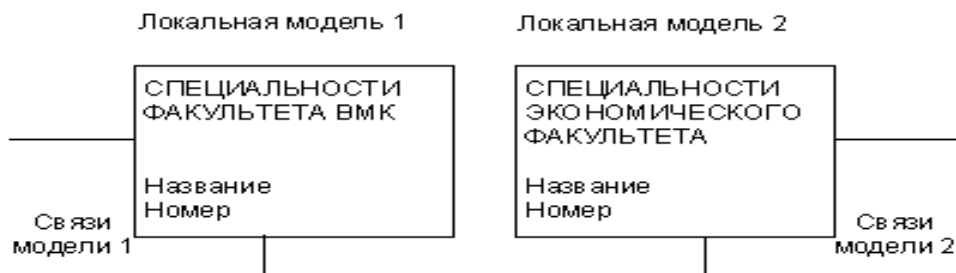 Локальная модель 1
Локальная модель 2
СПЕЦИАЛЬНОСТИ
ФАКУЛЬТЕТА ВМК
Название
Номер
СПЕЦИАЛЬНОСТИ
ЭКОНОМИЧЕСКОГО
ФАКУЛЬТЕТА
Название
Номер
Связи
модели 1
Связи
модели 2